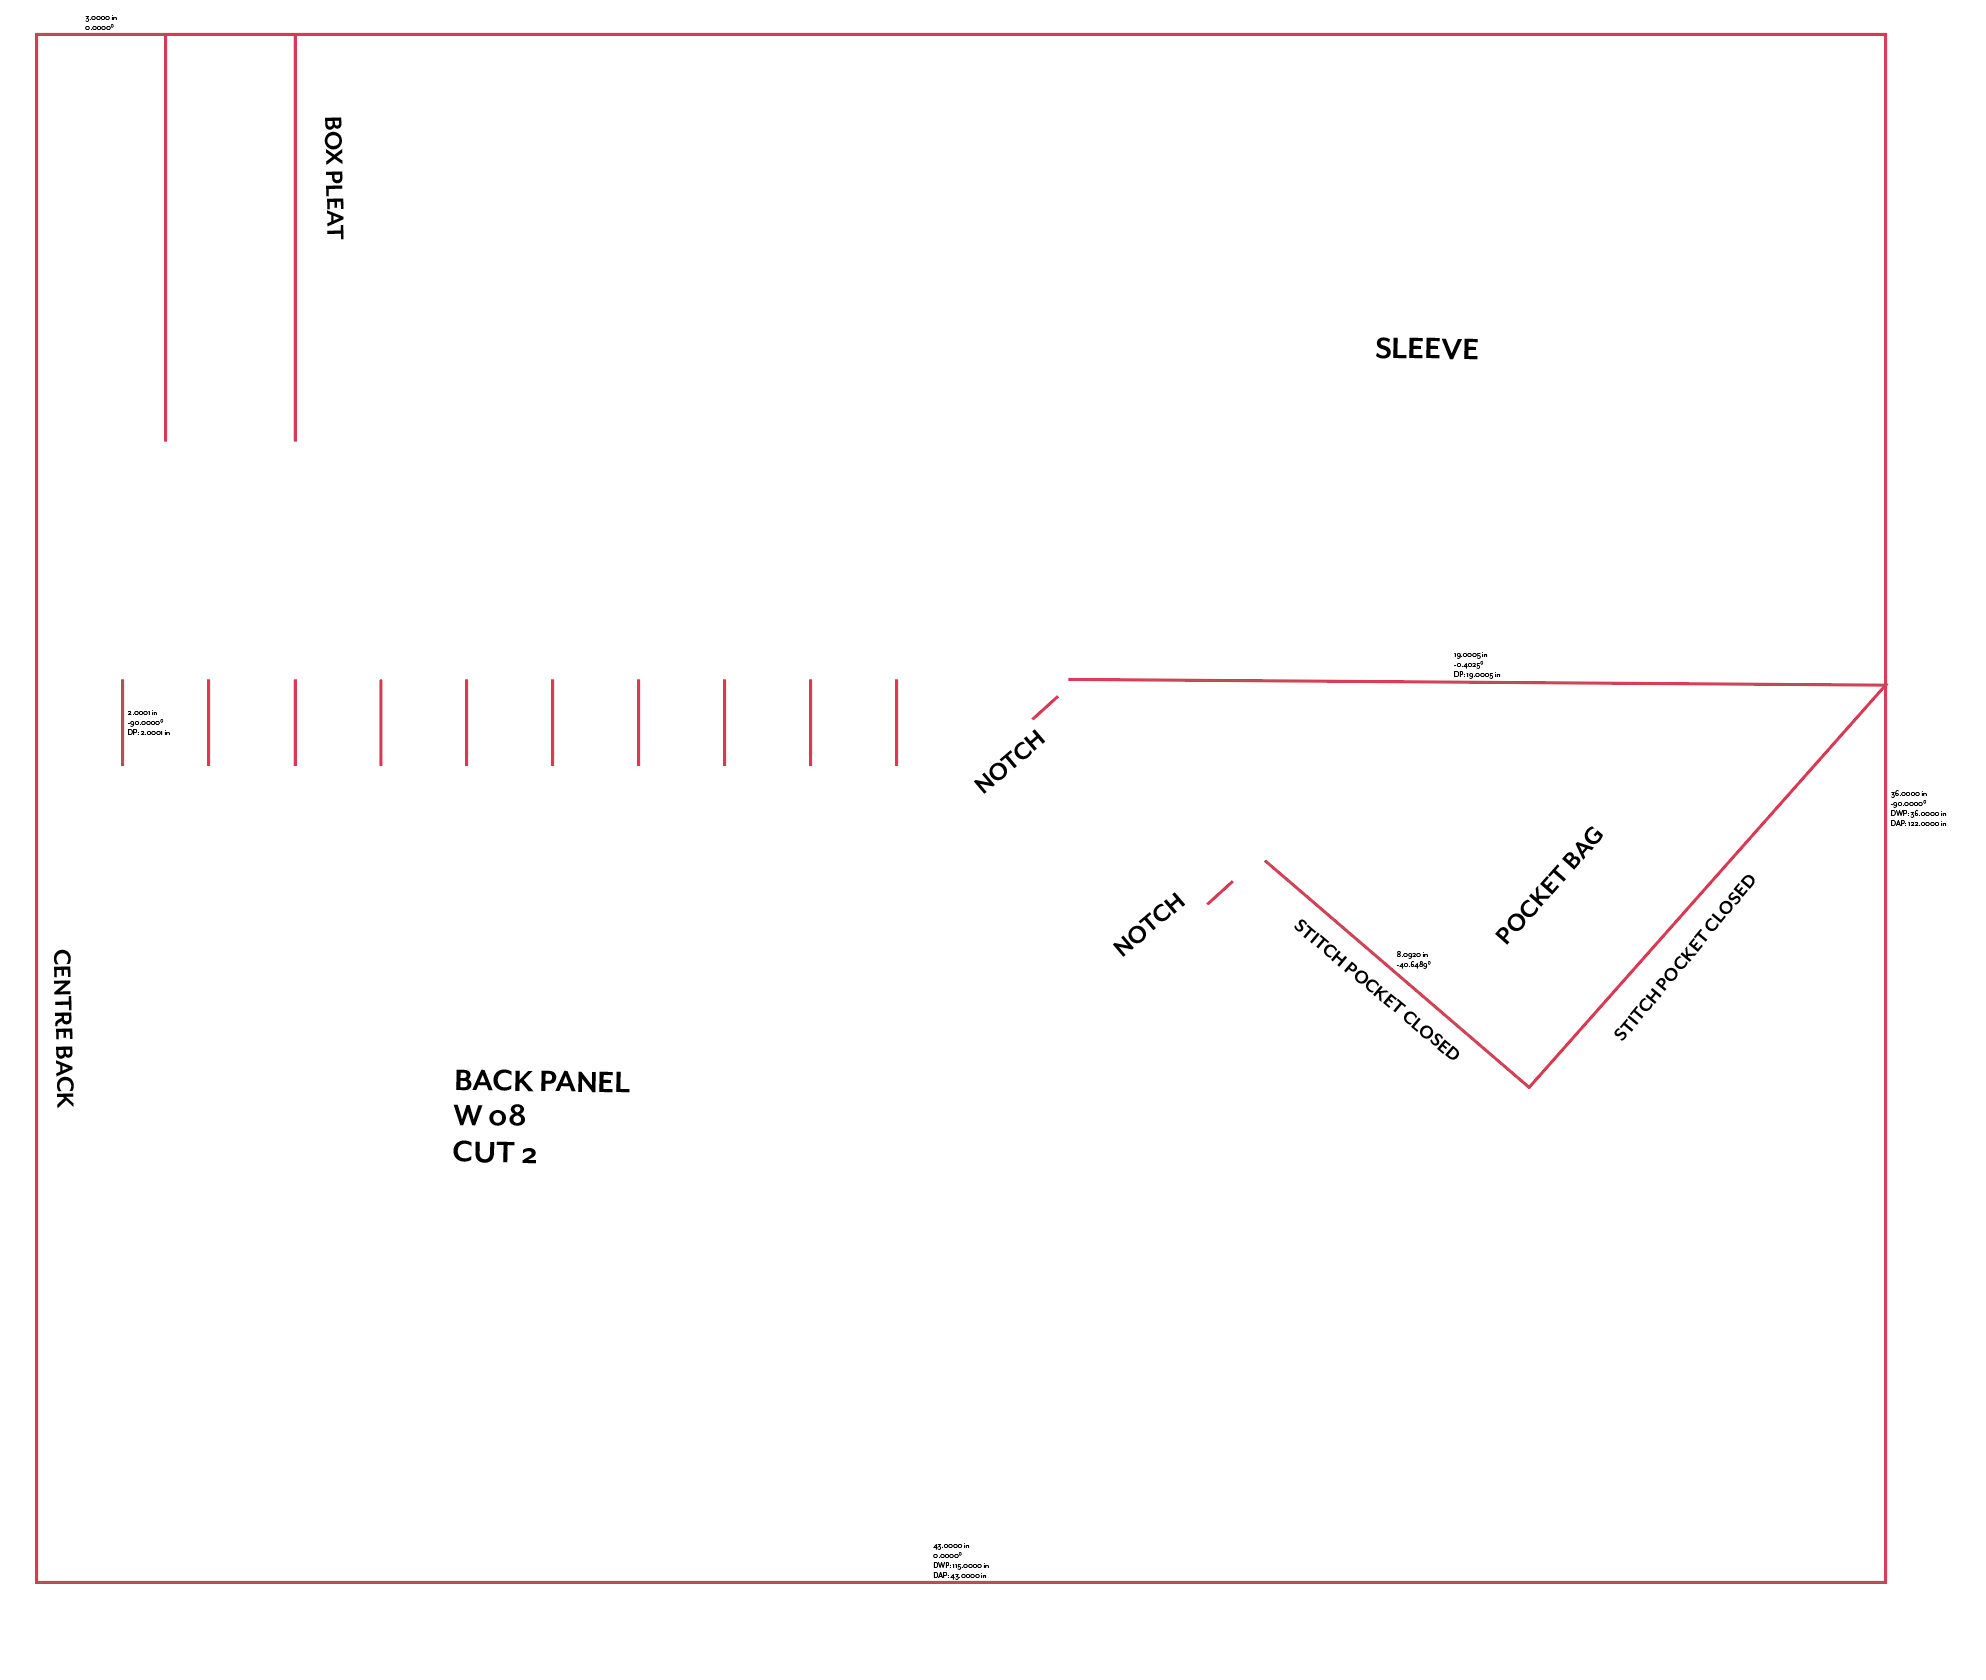 3.0000 in
0.0000°
BOX PLEAT
SLEEVE
19.0005 in
-0.4025°
DP: 19.0005 in
2.0001 in
-90.0000°
DP: 2.0001 in
NOTCH
36.0000 in
-90.0000°
DWP: 36.0000 in
DAP: 122.0000 in
POCKET BAG
STITCH POCKET CLOSED
NOTCH
STITCH POCKET CLOSED
8.0920 in
-40.6489°
CENTRE BACK
BACK PANEL
W 08
CUT 2
43.0000 in
0.0000°
DWP: 115.0000 in
DAP: 43.0000 in